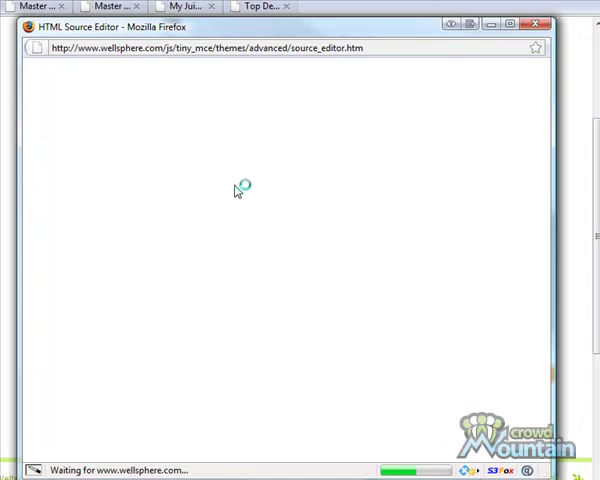 Master ...
Master ...
My Jui...
Top De...
HTML Source Editor - Mozilla Firefox
http://www.wellsphere.com/js/tiny_mce/themes/advanced/source_editor.htm
crowd
Mountain
Waiting for www.wellsphere.com...
S3Fox